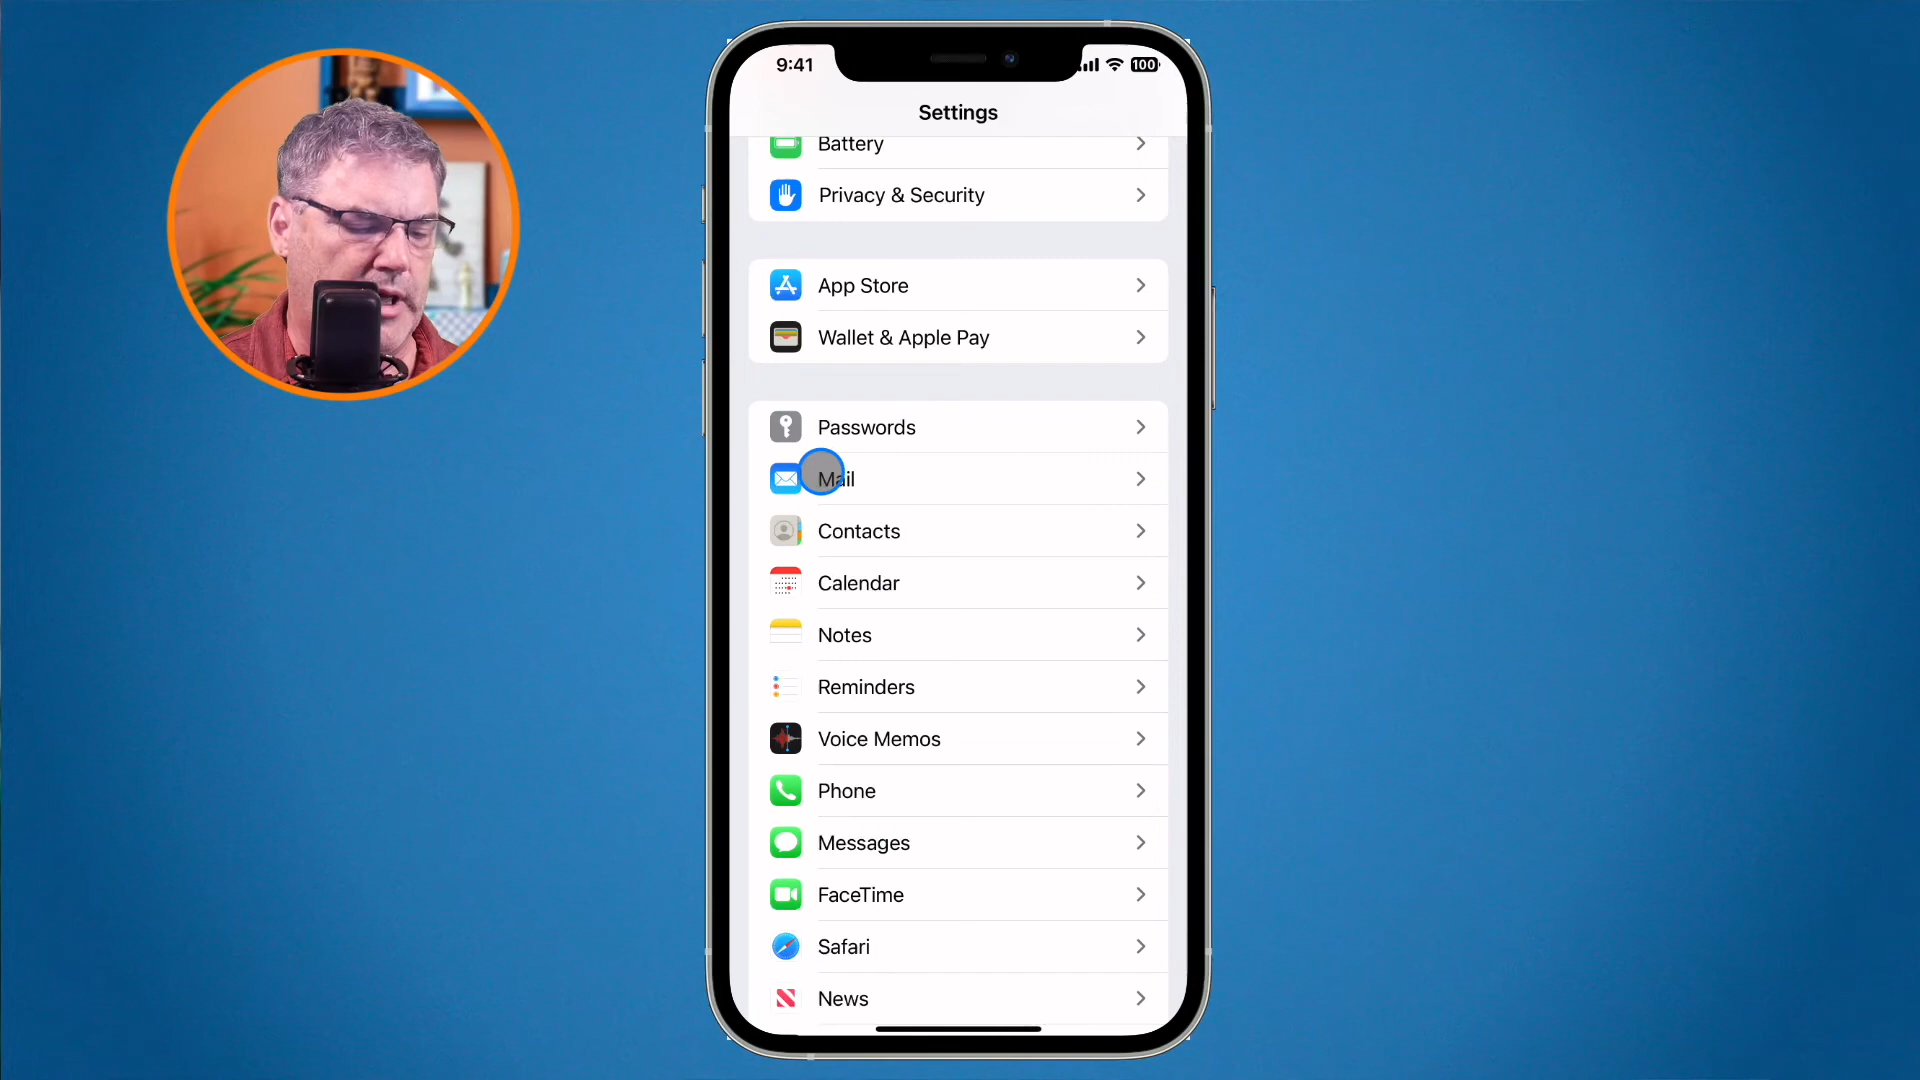 9:41
100
Settings
Battery
Privacy & Security
App Store
Wallet & Apple Pay
Passwords
Mail
Contacts
Calendar
Notes
Reminders
Voice Memos
Phone
Messages
FaceTime
Safari
News